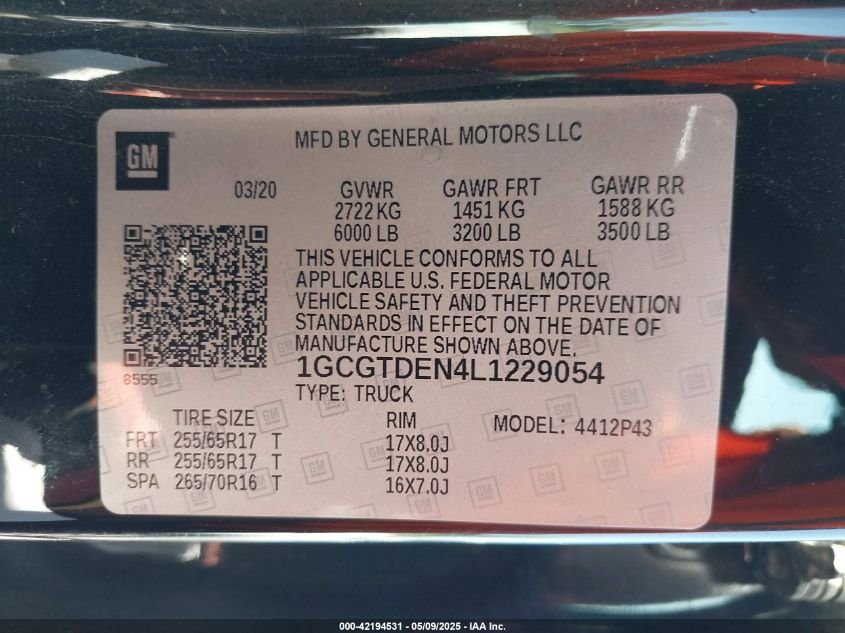 GM
MFD BY GENERAL MOTORS LLC
03/20 GVWR GAWR FRT GAWR RR
2722 KG 1451 KG 1588 KG
6000 LB 3200 LB 3500 LB
THIS VEHICLE CONFORMS TO ALL
APPLICABLE U.S. FEDERAL MOTOR
VEHICLE SAFETY AND THEFT PREVENTION
STANDARDS IN EFFECT ON THE DATE OF
MANUFACTURE SHOWN ABOVE.
8555
1GCGTDEN4L1229054
TYPE: TRUCK
TIRE SIZE RIM MODEL: 4412P43
FRT 255/65R17 T 17X8.0J
RR 255/65R17 T 17X8.0J
SPA 265/70R16 T 16X7.0J
000-42194531 - 05/09/2025 - IAA Inc.